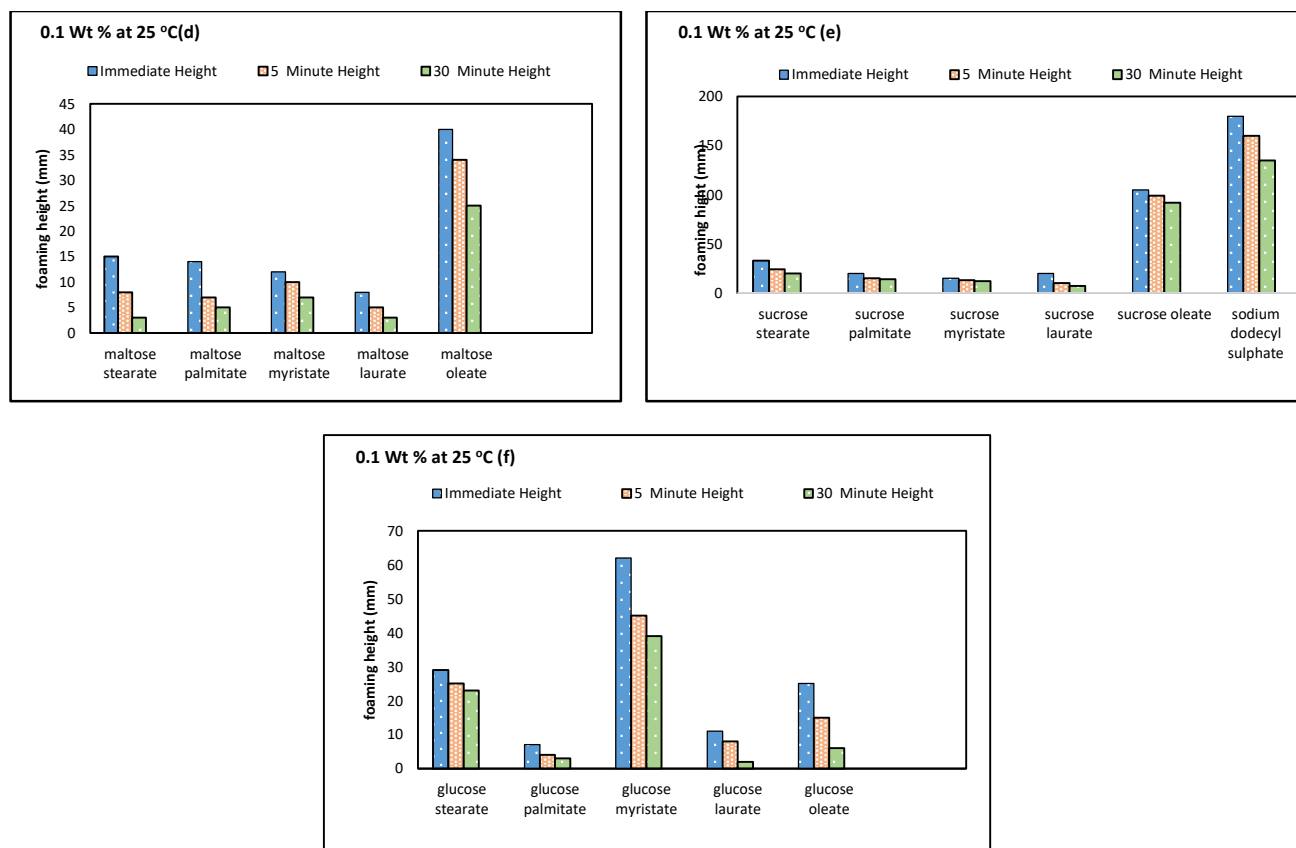 0.1 Wt % at 25 ºC(d)
Immediate Height 5 Minute Height 30 Minute Height
foaming height (mm)
45
40
35
30
25
20
15
10
5
0
maltose stearate
maltose palmitate
maltose myristate
maltose laurate
maltose oleate
0.1 Wt % at 25 ºC (e)
Immediate Height 5 Minute Height 30 Minute Height
foaming hight (mm)
200
150
100
50
0
sucrose stearate
sucrose palmitate
sucrose myristate
sucrose laurate
sucrose oleate
sodium dodecyl sulphate
0.1 Wt % at 25 ºC (f)
Immediate Height 5 Minute Height 30 Minute Height
foaming height (mm)
70
60
50
40
30
20
10
0
glucose stearate
glucose palmitate
glucose myristate
glucose laurate
glucose oleate